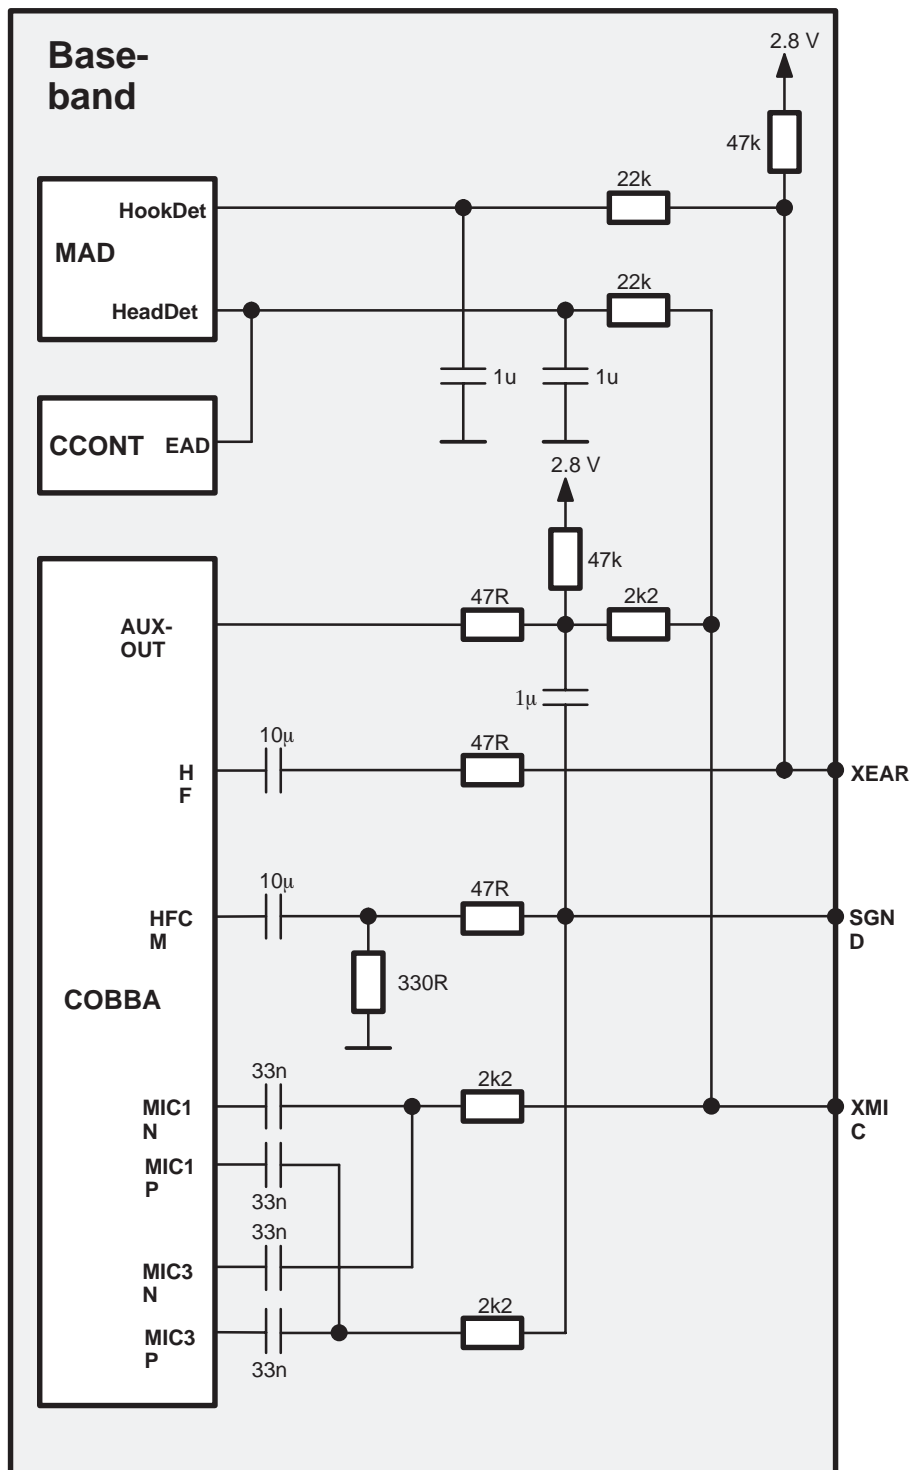 Base-
band
2.8 V
47k
22k
HookDet
MAD
22k
HeadDet
1u
1u
CCONT
EAD
2.8 V
47k
47R
2k2
AUX-
OUT
1µ
10µ
47R
H
F
XEAR
10µ
47R
HFC
M
SGN
D
330R
COBBA
33n
2k2
MIC1
N
XMI
C
MIC1
P
33n
33n
MIC3
N
2k2
MIC3
P
33n